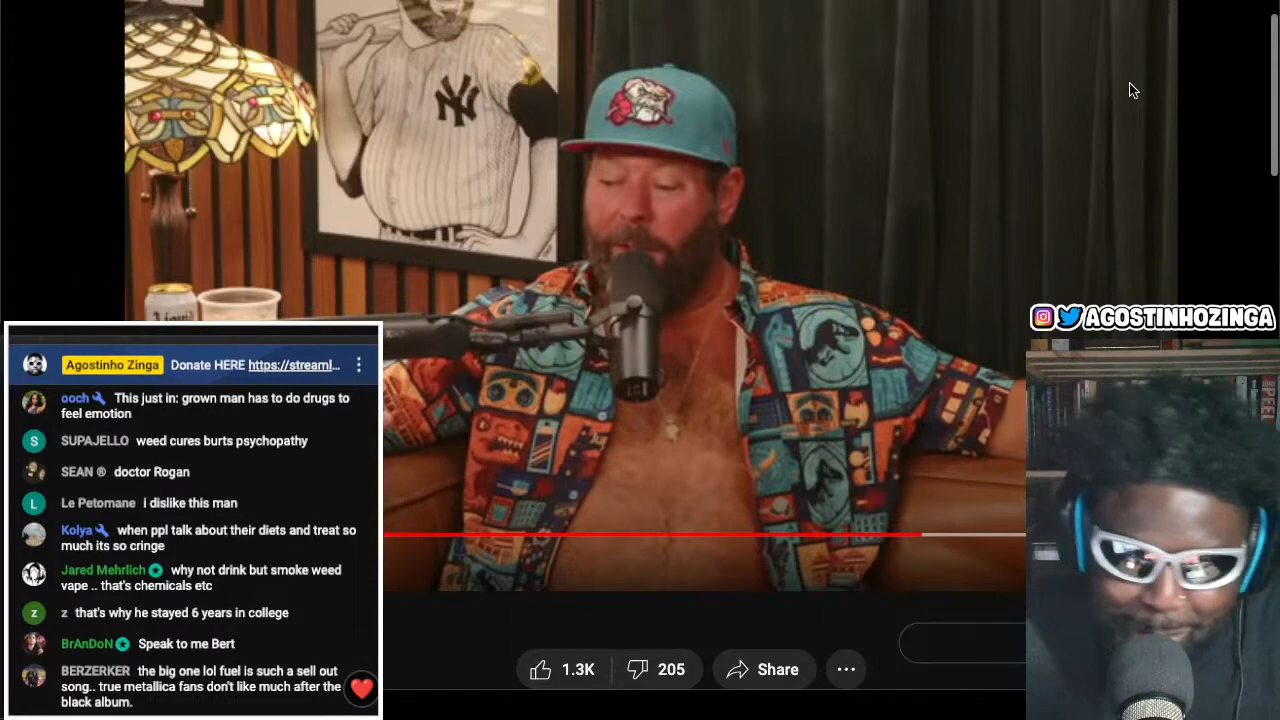 NY
AGOSTINHOZINGA
Agostinho Zinga Donate HERE https://streaml...
ooch This just in: grown man has to do drugs to
feel emotion
S SUPAJELLO weed cures burts psychopathy
SEAN ® doctor Rogan
L Le Petomane i dislike this man
Kolya when ppl talk about their diets and treat so
much its so cringe
Jared Mehrlich why not drink but smoke weed
vape .. that's chemicals etc
z z that's why he stayed 6 years in college
BrAnDoN Speak to me Bert
BERZERKER the big one lol fuel is such a sell out
song.. true metallica fans don't like much after the
black album.
1.3K 205 Share